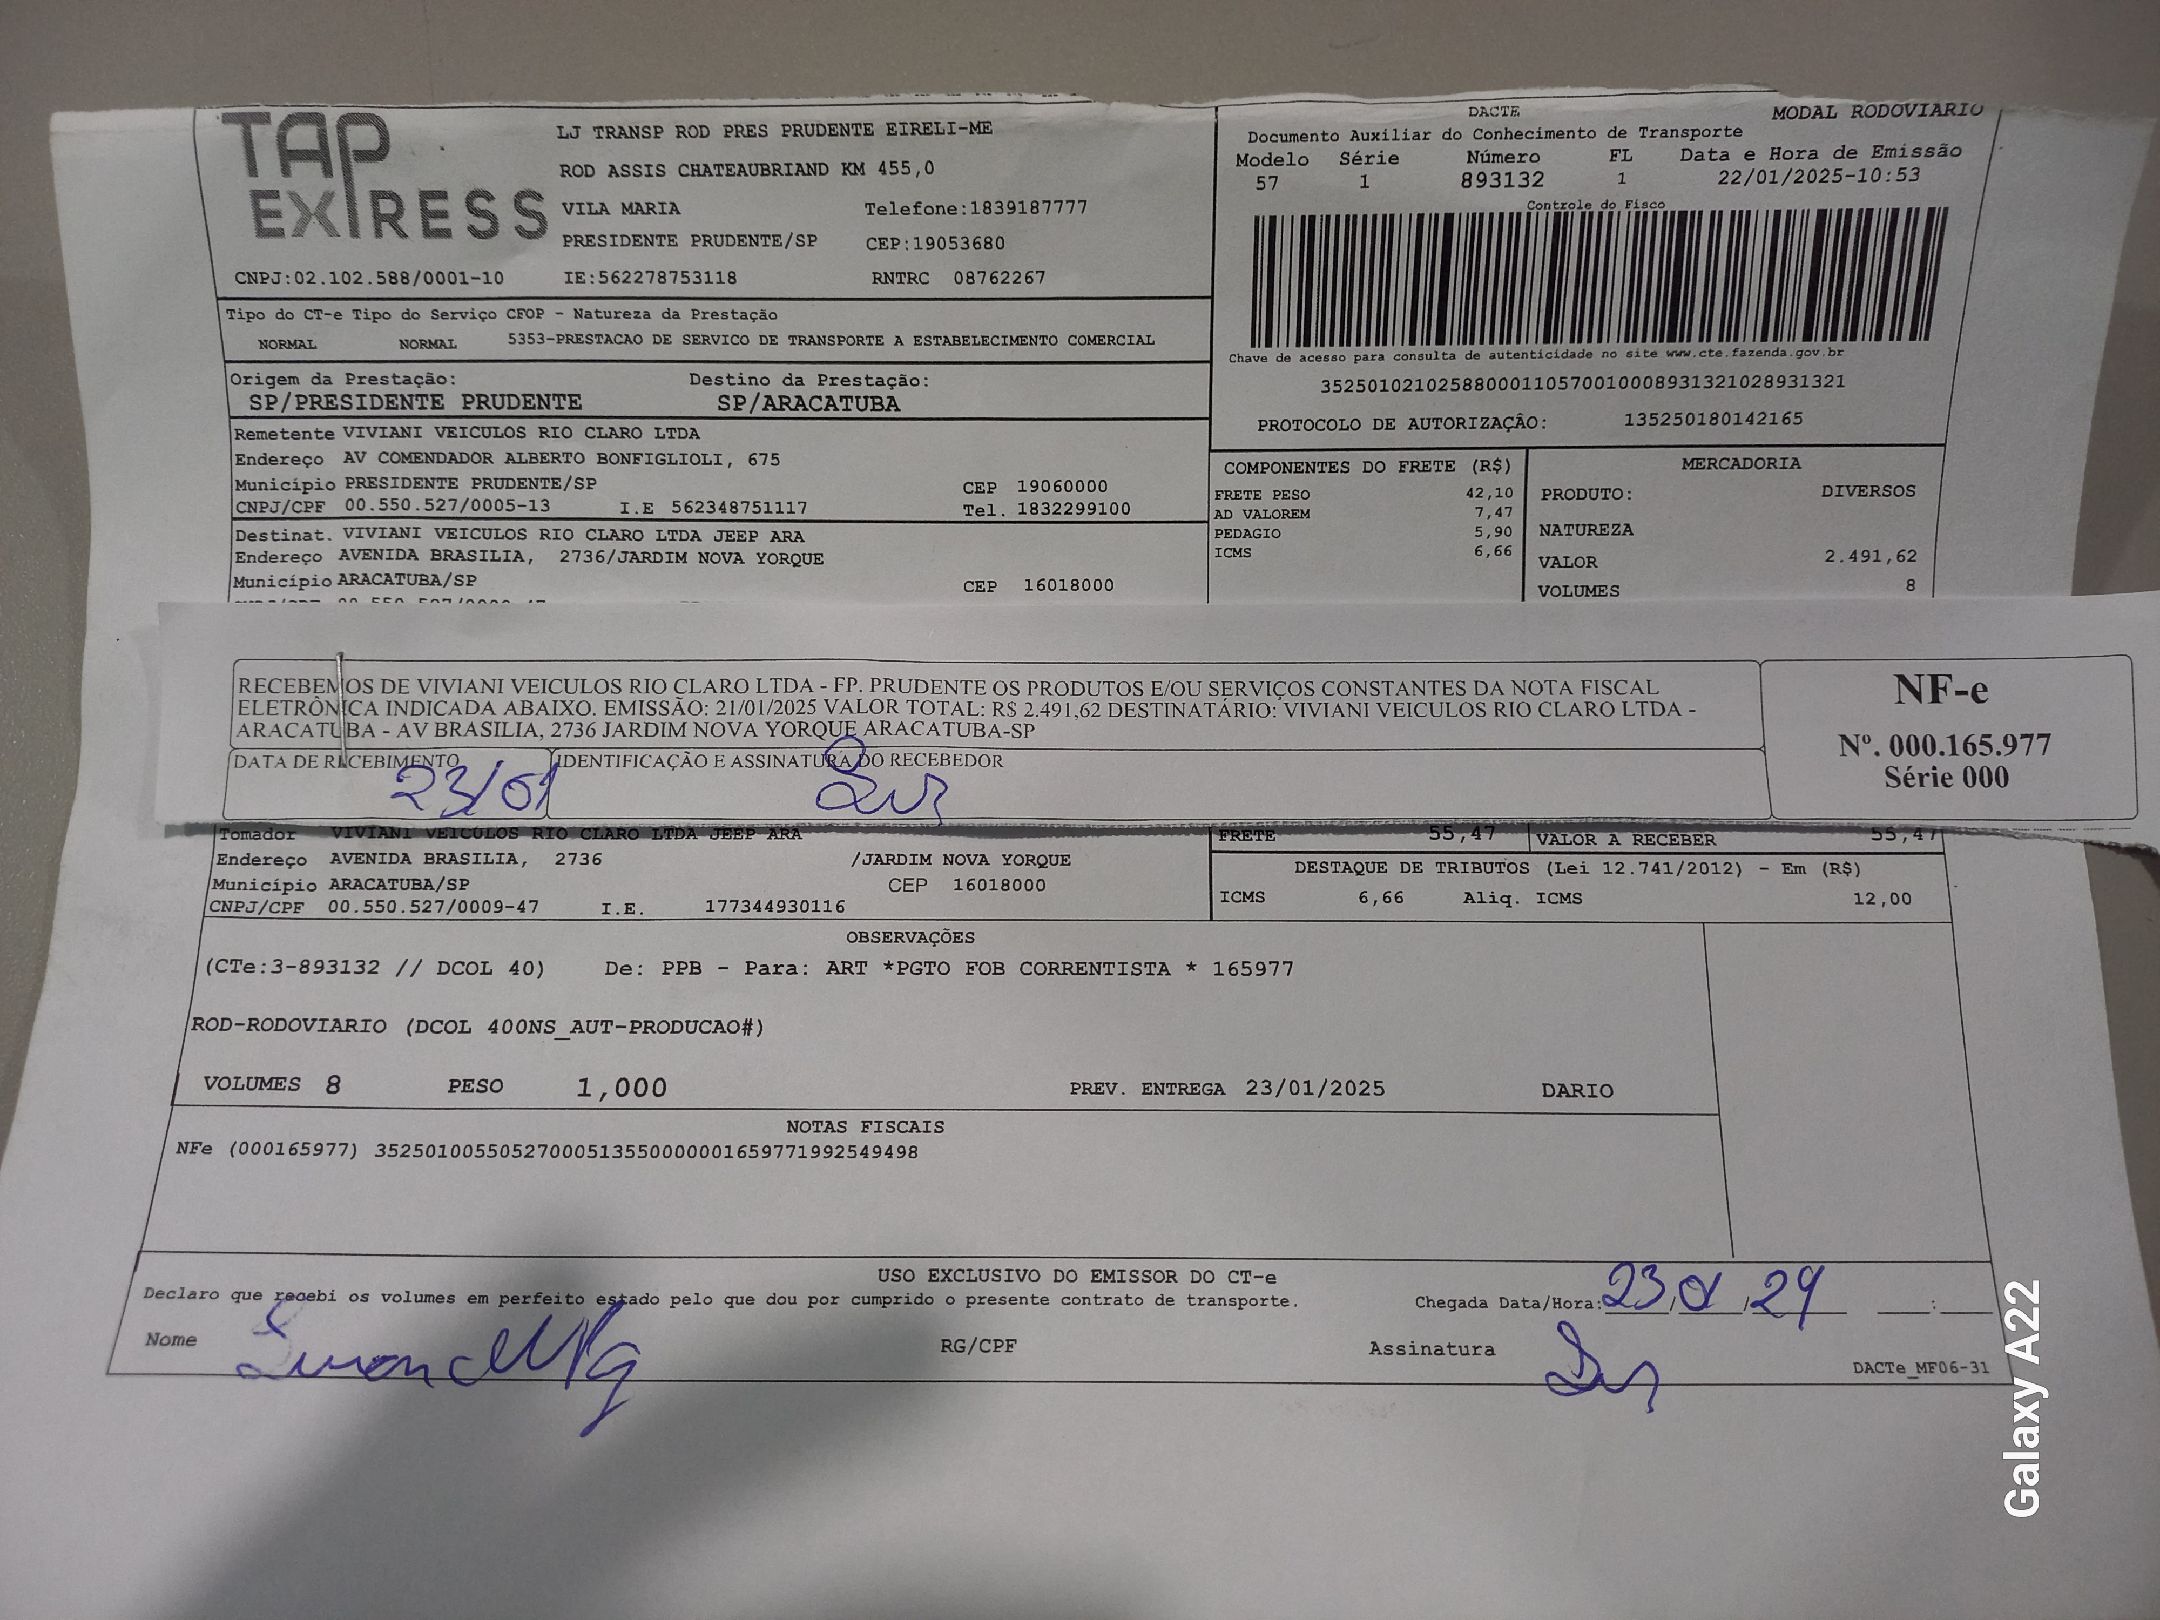 TAP EXPRESS
LJ TRANSP ROD PRES PRUDENTE EIRELI-ME
ROD ASSIS CHATEAUBRIAND KM 455,0
VILA MARIA Telefone:1839187777
PRESIDENTE PRUDENTE/SP CEP:19053680
CNPJ:02.102.588/0001-10 IE:562278753118 RNTRC 08762267
DACTE MODAL RODOVIARIO
Documento Auxiliar do Conhecimento de Transporte
Modelo Série Número FL Data e Hora de Emissão
57 1 893132 1 22/01/2025-10:53
Controle do Fisco
Chave de acesso para consulta de autenticidade no site www.cte.fazenda.gov.br
35250102102588000110570010008931321028931321
PROTOCOLO DE AUTORIZAÇÂO: 135250180142165
Tipo do CT-e Tipo do Serviço CFOP - Natureza da Prestação
NORMAL NORMAL 5353-PRESTACAO DE SERVICO DE TRANSPORTE A ESTABELECIMENTO COMERCIAL
Origem da Prestação: Destino da Prestação:
SP/PRESIDENTE PRUDENTE SP/ARACATUBA
Remetente VIVIANI VEICULOS RIO CLARO LTDA
Endereço AV COMENDADOR ALBERTO BONFIGLIOLI, 675
Município PRESIDENTE PRUDENTE/SP CEP 19060000
CNPJ/CPF 00.550.527/0005-13 I.E 562348751117 Tel. 1832299100
Destinat. VIVIANI VEICULOS RIO CLARO LTDA JEEP ARA
Endereço AVENIDA BRASILIA, 2736/JARDIM NOVA YORQUE
Município ARACATUBA/SP CEP 16018000
COMPONENTES DO FRETE (R$)
FRETE PESO 42,10
AD VALOREM 7,47
PEDAGIO 5,90
ICMS 6,66
MERCADORIA
PRODUTO: DIVERSOS
NATUREZA
VALOR 2.491,62
VOLUMES 8
RECEBEMOS DE VIVIANI VEICULOS RIO CLARO LTDA - FP. PRUDENTE OS PRODUTOS E/OU SERVIÇOS CONSTANTES DA NOTA FISCAL
ELETRÔNICA INDICADA ABAIXO. EMISSÃO: 21/01/2025 VALOR TOTAL: R$ 2.491,62 DESTINATÁRIO: VIVIANI VEICULOS RIO CLARO LTDA -
ARACATUBA - AV BRASILIA, 2736 JARDIM NOVA YORQUE ARACATUBA-SP
DATA DE RECEBIMENTO IDENTIFICAÇÃO E ASSINATURA DO RECEBEDOR
23/01
NF-e
Nº. 000.165.977
Série 000
Tomador VIVIANI VEICULOS RIO CLARO LTDA JEEP ARA
Endereço AVENIDA BRASILIA, 2736 /JARDIM NOVA YORQUE
Município ARACATUBA/SP CEP 16018000
CNPJ/CPF 00.550.527/0009-47 I.E. 177344930116
FRETE 55,47 VALOR A RECEBER 55,47
DESTAQUE DE TRIBUTOS (Lei 12.741/2012) - Em (R$)
ICMS 6,66 Aliq. ICMS 12,00
OBSERVAÇÕES
(CTe:3-893132 // DCOL 40) De: PPB - Para: ART *PGTO FOB CORRENTISTA * 165977
ROD-RODOVIARIO (DCOL 400NS_AUT-PRODUCAO#)
VOLUMES 8 PESO 1,000 PREV. ENTREGA 23/01/2025 DARIO
NOTAS FISCAIS
NFe (000165977) 35250100550527000513550000001659771992549498
USO EXCLUSIVO DO EMISSOR DO CT-e
Declaro que recebi os volumes em perfeito estado pelo que dou por cumprido o presente contrato de transporte. Chegada Data/Hora: 23/01/24 :
Nome RG/CPF Assinatura
DACTe_MF06-31
Galaxy A22